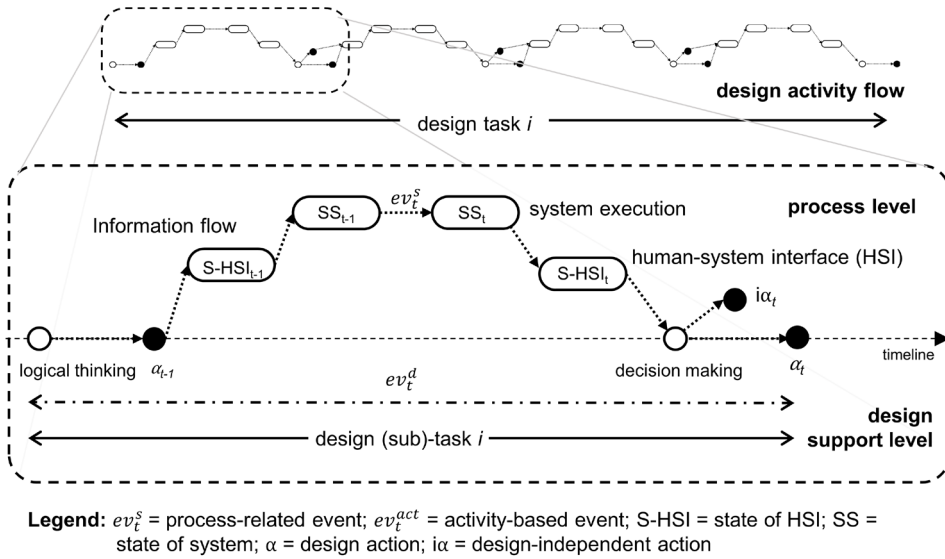 design activity flow
design task i
process level
ev_t^s
SS_{t-1}
SS_t
system execution
Information flow
S-HSI_{t-1}
S-HSI_t
human-system interface (HSI)
iα_t
timeline
logical thinking
α_{t-1}
decision making
α_t
ev_t^d
design
support level
design (sub)-task i
Legend: ev_t^s = process-related event; ev_t^{act} = activity-based event; S-HSI = state of HSI; SS =
state of system; α = design action; iα = design-independent action